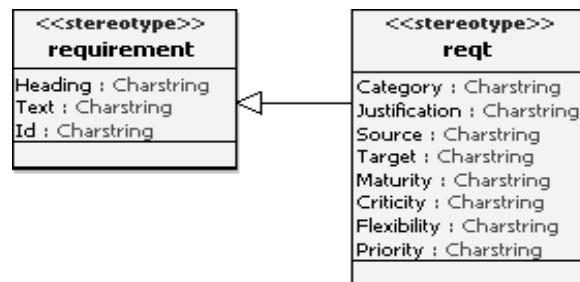 <<stereotype>>
requirement
Heading : Charstring
Text : Charstring
Id : Charstring
<<stereotype>>
reqt
Category : Charstring
Justification : Charstring
Source : Charstring
Target : Charstring
Maturity : Charstring
Criticity : Charstring
Flexibility : Charstring
Priority : Charstring